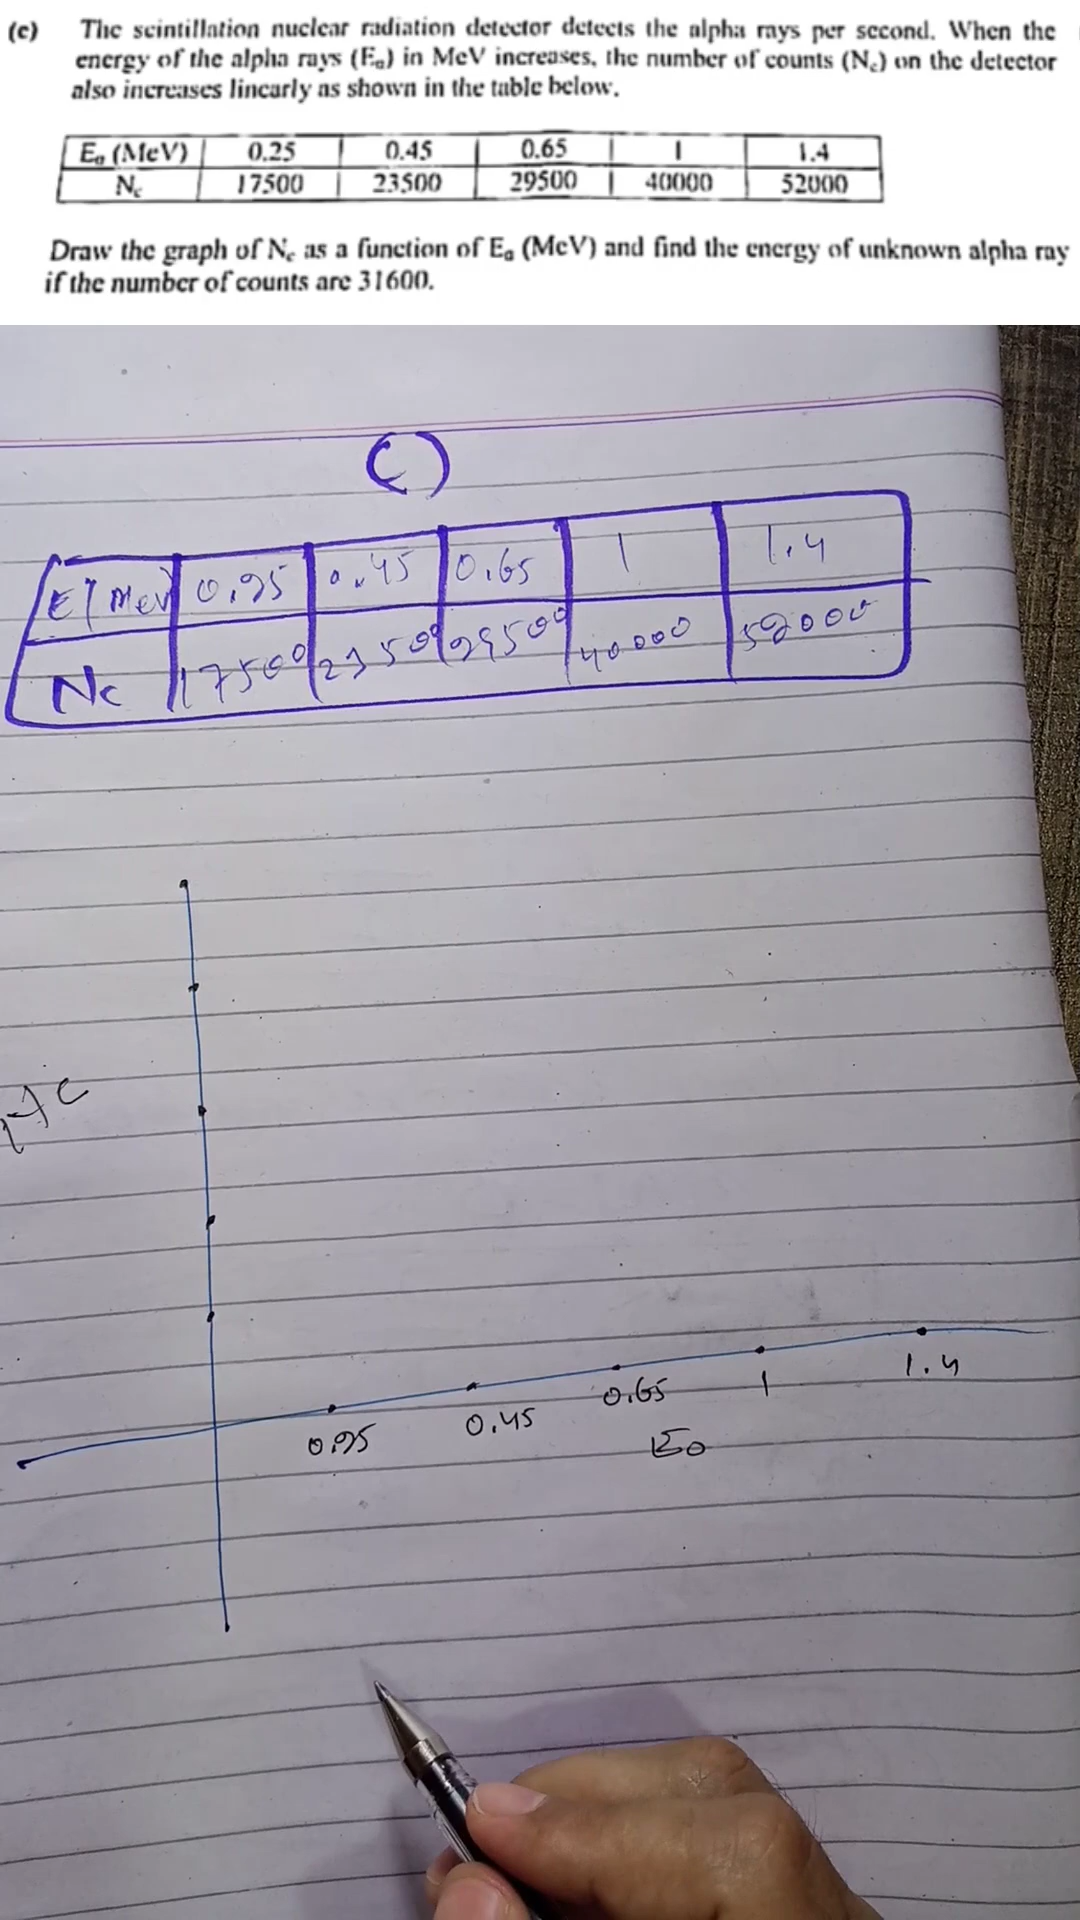 (c) The scintillation nuclear radiation detector detects the alpha rays per second. When the
energy of the alpha rays (Eα) in MeV increases, the number of counts (Nc) on the detector
also increases linearly as shown in the table below.
Eα (MeV) 0.25 0.45 0.65 1 1.4
Nc 17500 23500 29500 40000 52000
Draw the graph of Nc as a function of Eα (MeV) and find the energy of unknown alpha ray
if the number of counts are 31600.
C)
E(Mev) 0.25 0.45 0.65 1 1.4
Nc 17500 23500 29500 40000 52000
0.25 0.45 0.65 1 1.4